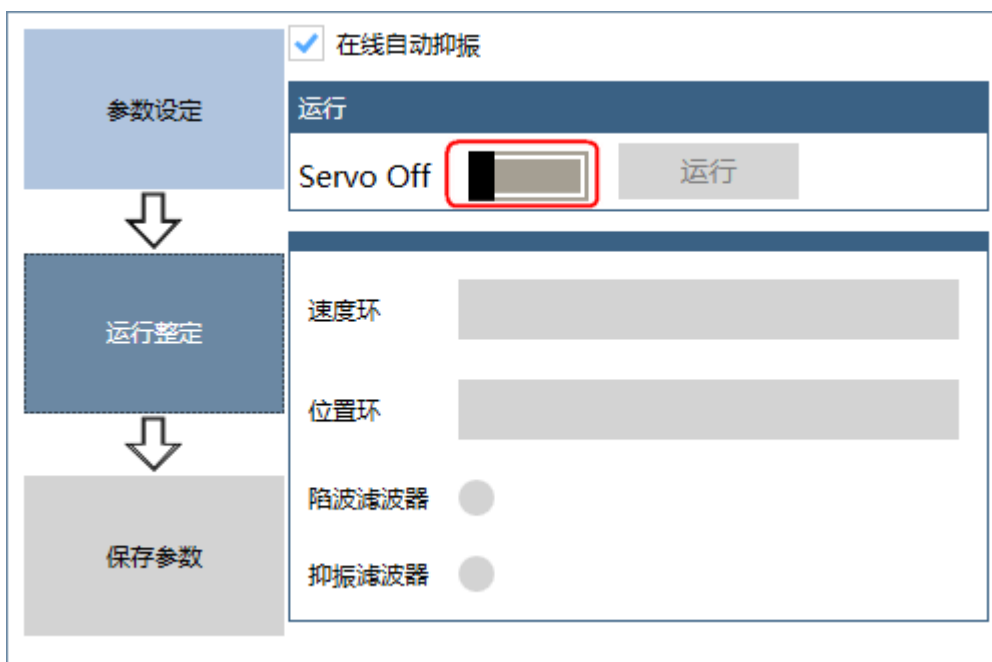 参数设定
运行整定
保存参数
在线自动抑振
运行
Servo Off
运行
速度环
位置环
陷波滤波器
抑振滤波器